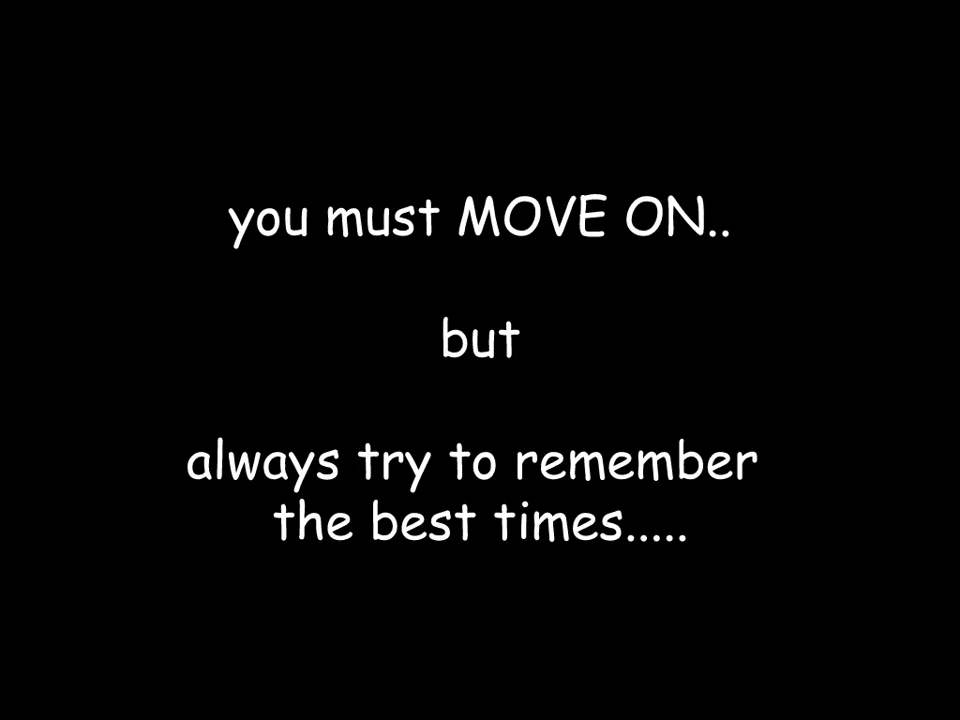 you must MOVE ON..
but
always try to remember
the best times.....